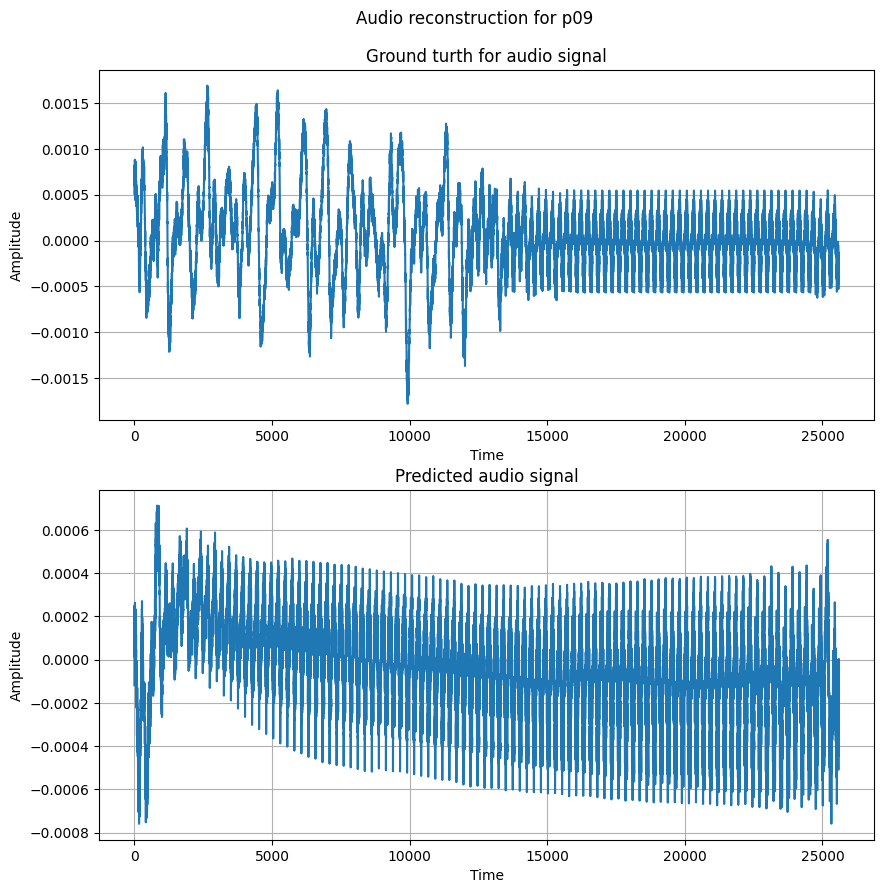 Audio reconstruction for p09
Ground turth for audio signal
0.0015
0.0010
0.0005
0.0000
−0.0005
−0.0010
−0.0015
Amplitude
0 5000 10000 15000 20000 25000
Time
Predicted audio signal
0.0006
0.0004
0.0002
0.0000
−0.0002
−0.0004
−0.0006
−0.0008
Amplitude
0 5000 10000 15000 20000 25000
Time